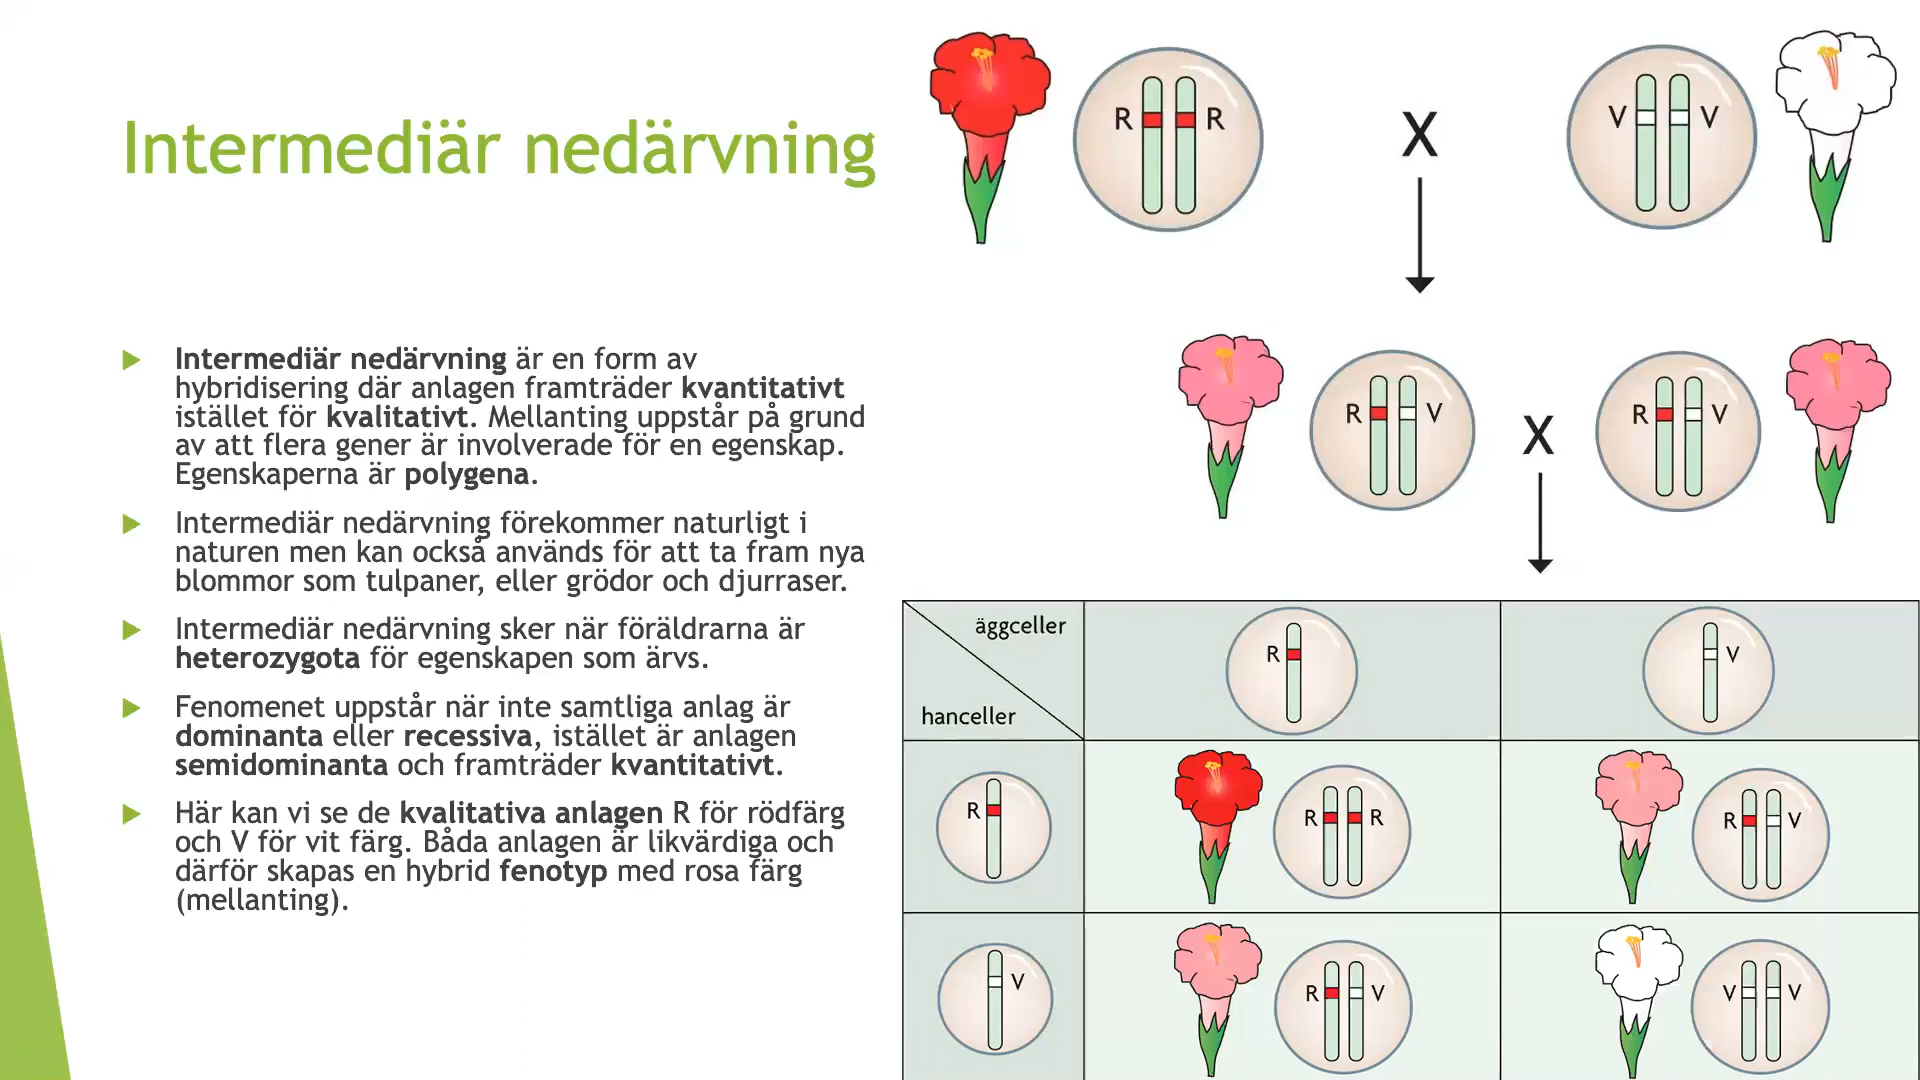 Intermediär nedärvning
Intermediär nedärvning är en form av
hybridisering där anlagen framträder kvantitativt
istället för kvalitativt. Mellanting uppstår på grund
av att flera gener är involverade för en egenskap.
Egenskaperna är polygena.
Intermediär nedärvning förekommer naturligt i
naturen men kan också används för att ta fram nya
blommor som tulpaner, eller grödor och djurraser.
Intermediär nedärvning sker när föräldrarna är
heterozygota för egenskapen som ärvs.
Fenomenet uppstår när inte samtliga anlag är
dominanta eller recessiva, istället är anlagen
semidominanta och framträder kvantitativt.
Här kan vi se de kvalitativa anlagen R för rödfärg
och V för vit färg. Båda anlagen är likvärdiga och
därför skapas en hybrid fenotyp med rosa färg
(mellanting).
R R X V V
R V X R V
äggceller
hanceller
R V
R R R R V
V R V V V